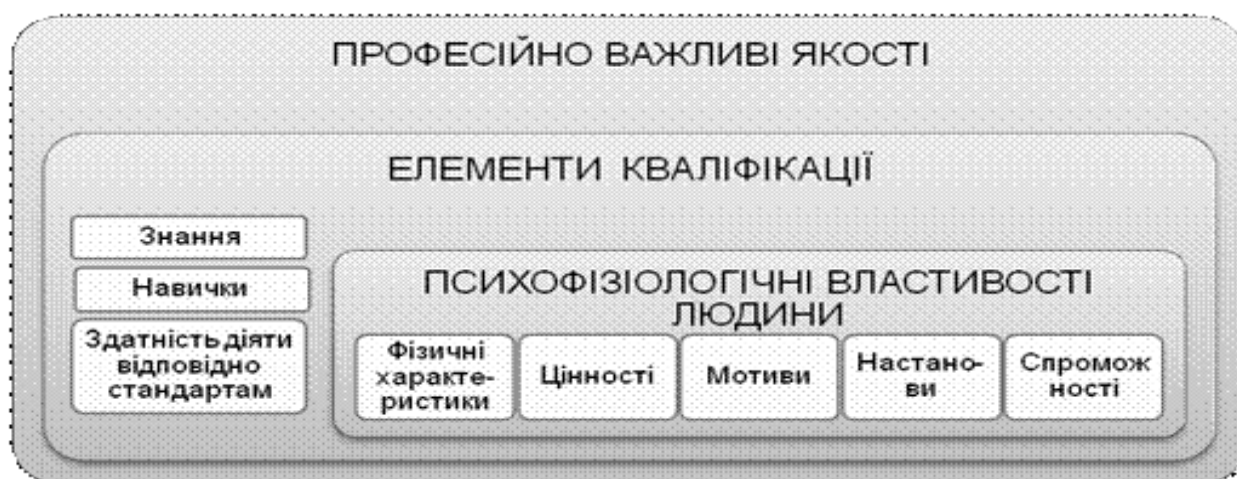 ПРОФЕСІЙНО ВАЖЛИВІ ЯКОСТІ
ЕЛЕМЕНТИ КВАЛІФІКАЦІЇ
Знання
Навички
Здатність діяти
відповідно
стандартам
ПСИХОФІЗІОЛОГІЧНІ ВЛАСТИВОСТІ
ЛЮДИНИ
Фізичні
характе-
ристики
Цінності
Мотиви
Настано-
ви
Спромож
ності